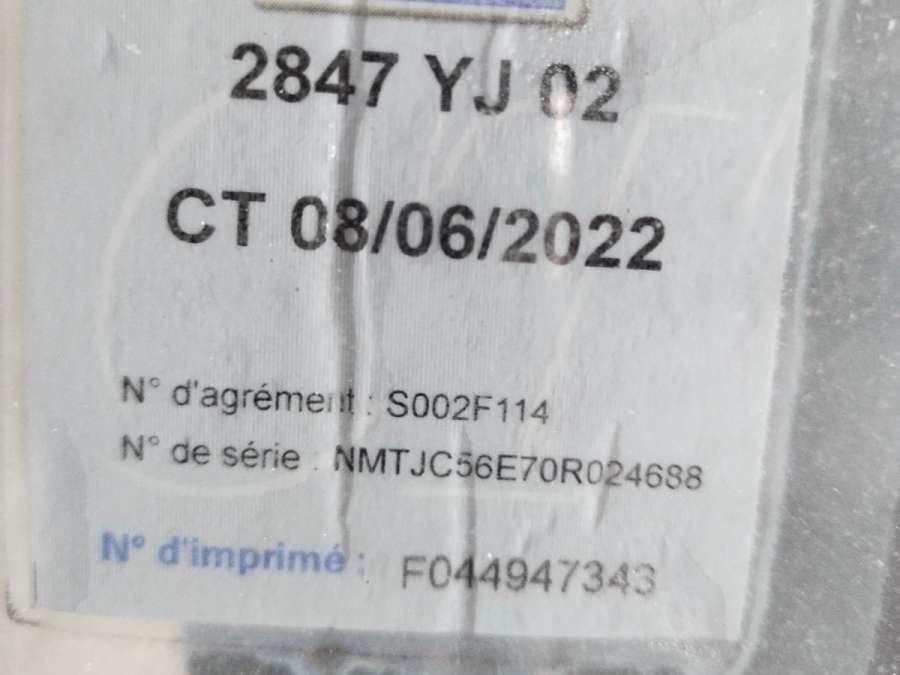 2847 YJ 02
CT 08/06/2022
N° d'agrément : S002F114
N° de série : NMTJC56E70R024688
N° d'imprimé : F044947343